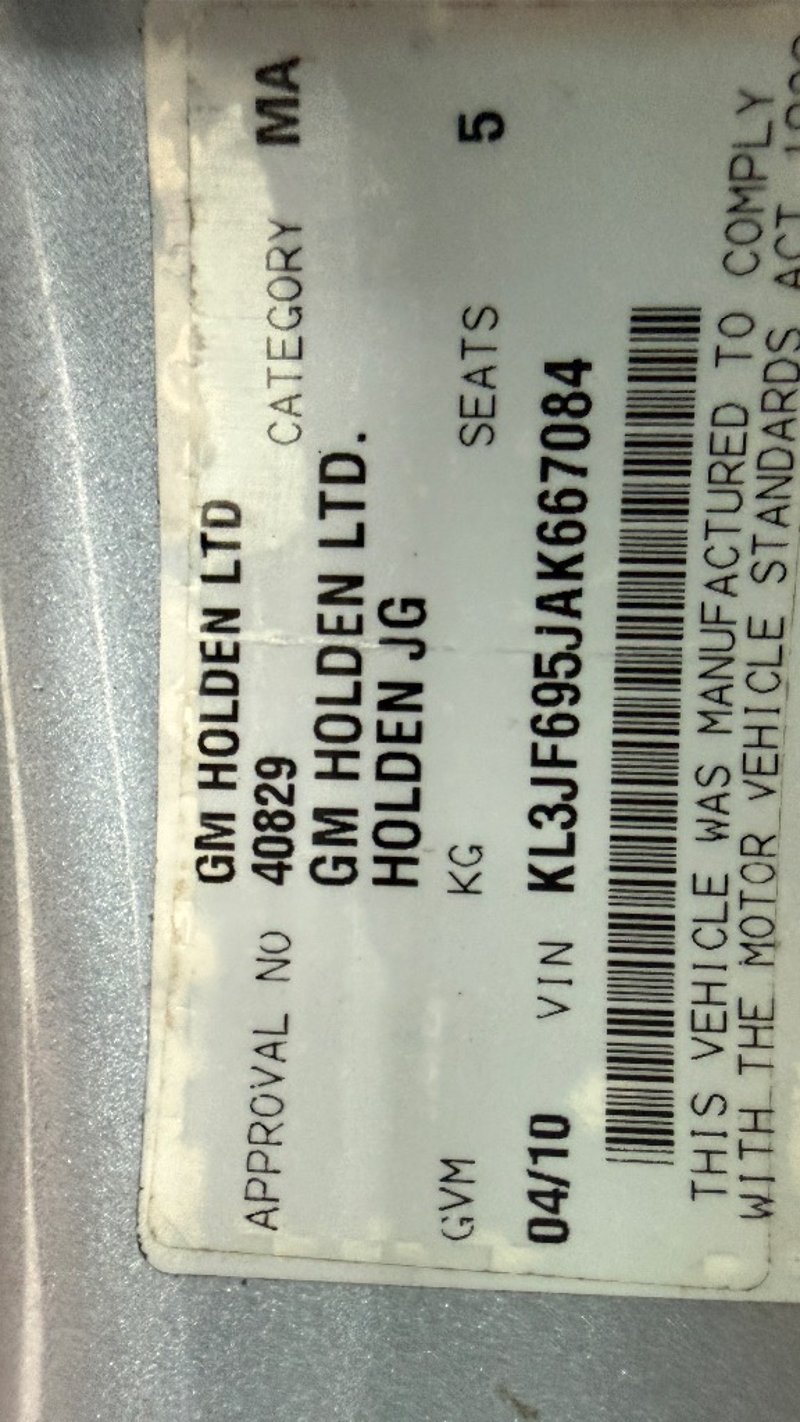 GM HOLDEN LTD
APPROVAL NO 40829 CATEGORY MA
GM HOLDEN LTD.
HOLDEN JG
GVM KG SEATS 5
04/10 VIN KL3JF695JAK667084
THIS VEHICLE WAS MANUFACTURED TO COMPLY
WITH THE MOTOR VEHICLE STANDARDS ACT